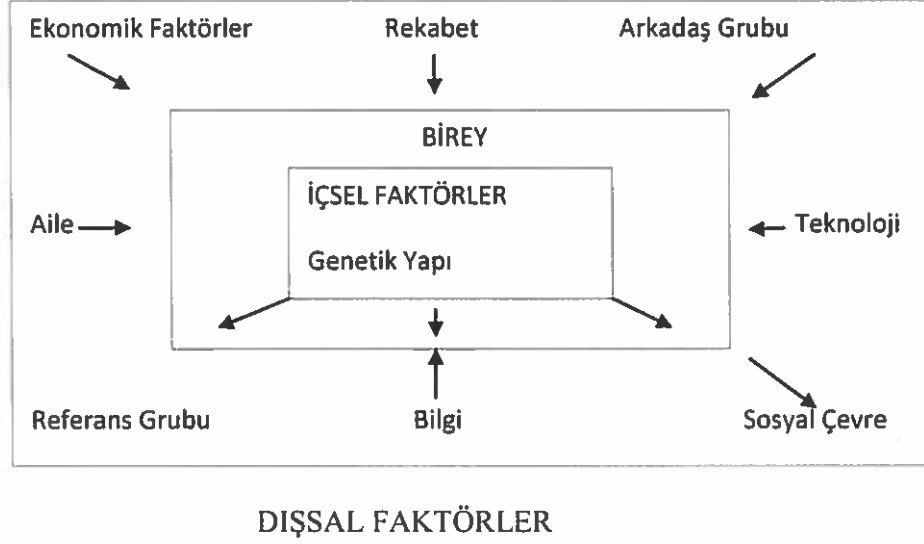 Ekonomik Faktörler Rekabet Arkadaş Grubu
BİREY
İÇSEL FAKTÖRLER
Aile Teknoloji
Genetik Yapı
Referans Grubu Bilgi Sosyal Çevre
DIŞSAL FAKTÖRLER